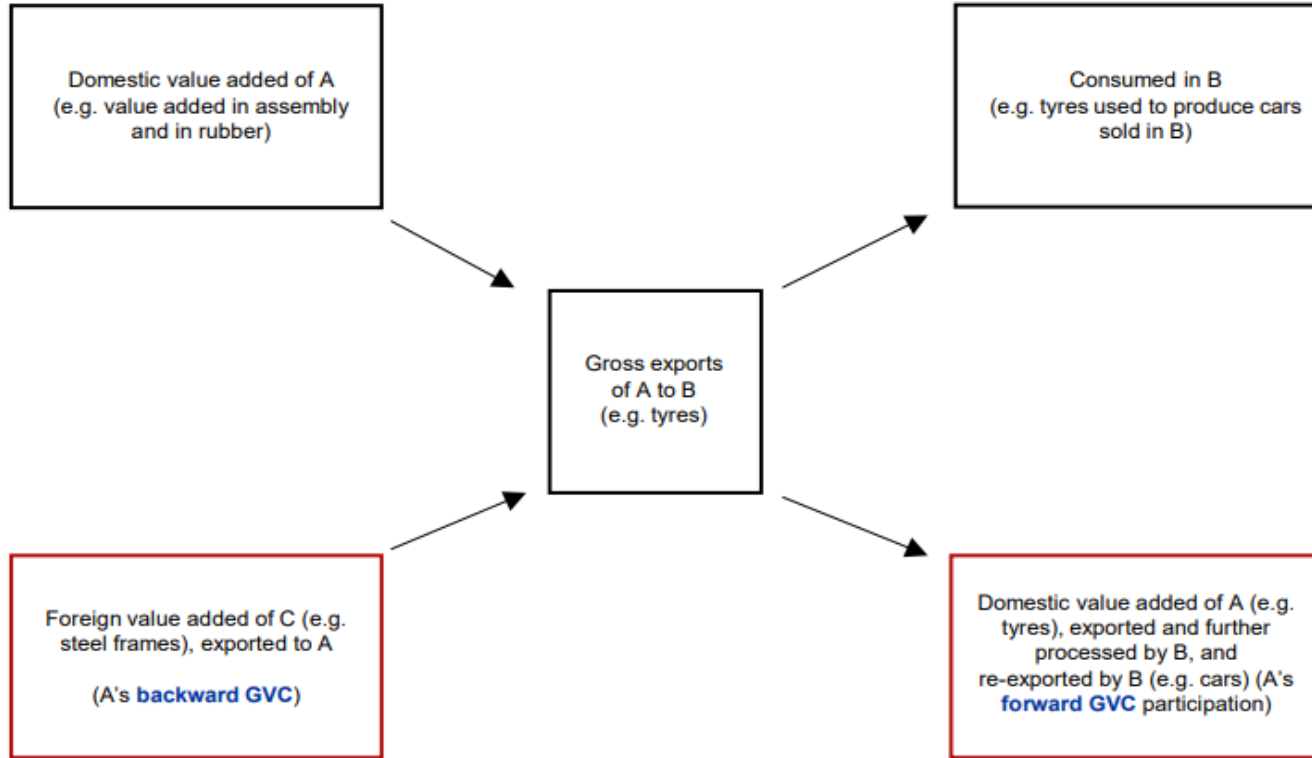 Domestic value added of A
(e.g. value added in assembly
and in rubber)
Consumed in B
(e.g. tyres used to produce cars
sold in B)
Gross exports
of A to B
(e.g. tyres)
Foreign value added of C (e.g.
steel frames), exported to A
(A's backward GVC)
Domestic value added of A (e.g.
tyres), exported and further
processed by B, and
re-exported by B (e.g. cars) (A's
forward GVC participation)